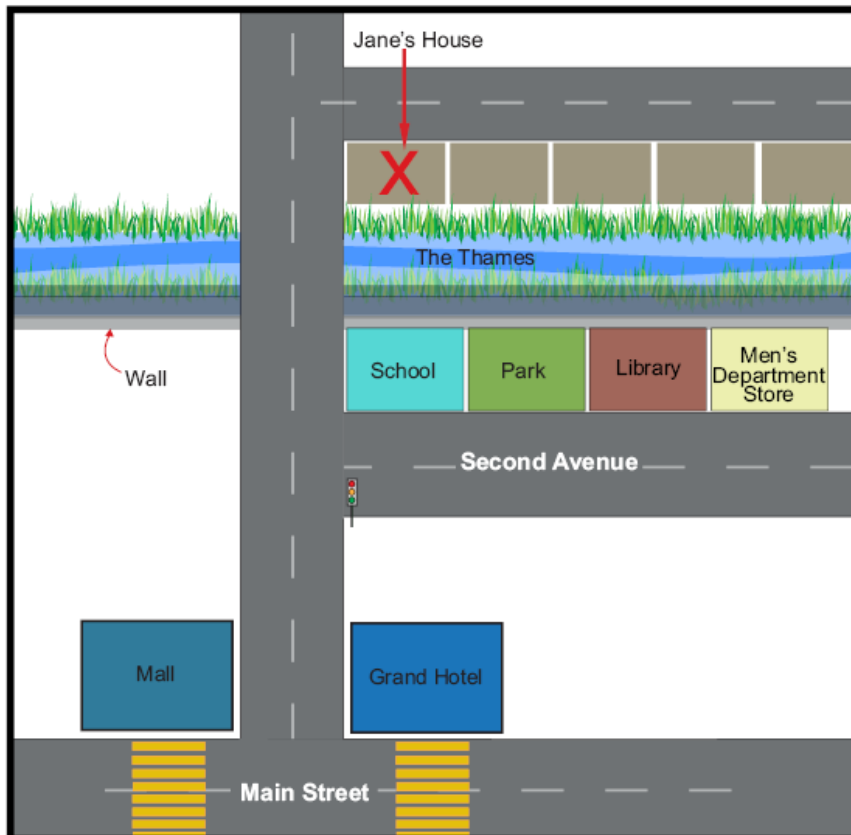 Jane's House
The Thames
Wall
School
Park
Library
Men's
Department
Store
Second Avenue
Mall
Grand Hotel
Main Street